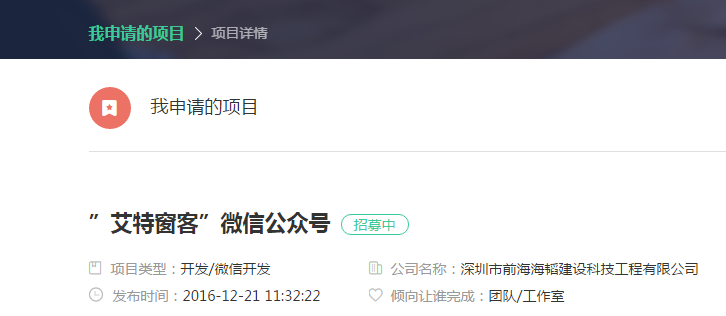 我申请的项目 > 项目详情
我申请的项目
”艾特窗客”微信公众号 招募中
项目类型：开发/微信开发 公司名称：深圳市前海海韬建设科技工程有限公司
发布时间：2016-12-21 11:32:22 倾向让谁完成：团队/工作室